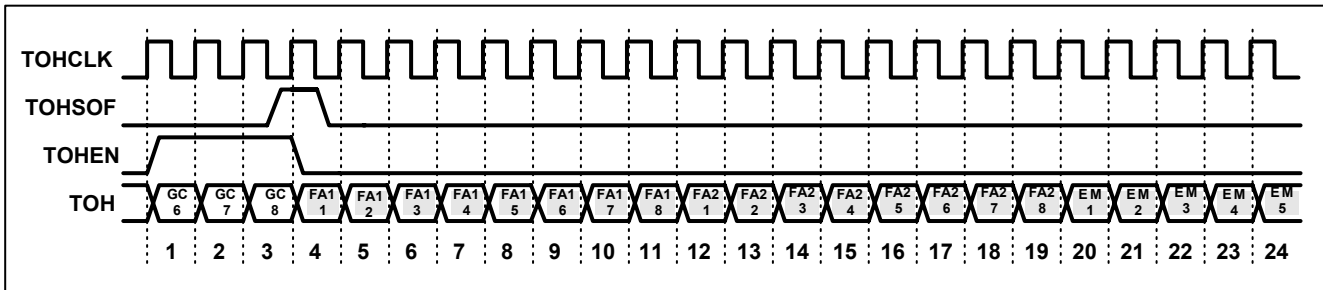 TOHCLK
TOHSOF
TOHEN
TOH
GC GC GC FA1 FA1 FA1 FA1 FA1 FA1 FA1 FA1 FA2 FA2 FA2 FA2 FA2 FA2 FA2 FA2 EM EM EM EM EM
6 7 8 1 2 3 4 5 6 7 8 1 2 3 4 5 6 7 8 1 2 3 4 5
1 2 3 4 5 6 7 8 9 10 11 12 13 14 15 16 17 18 19 20 21 22 23 24